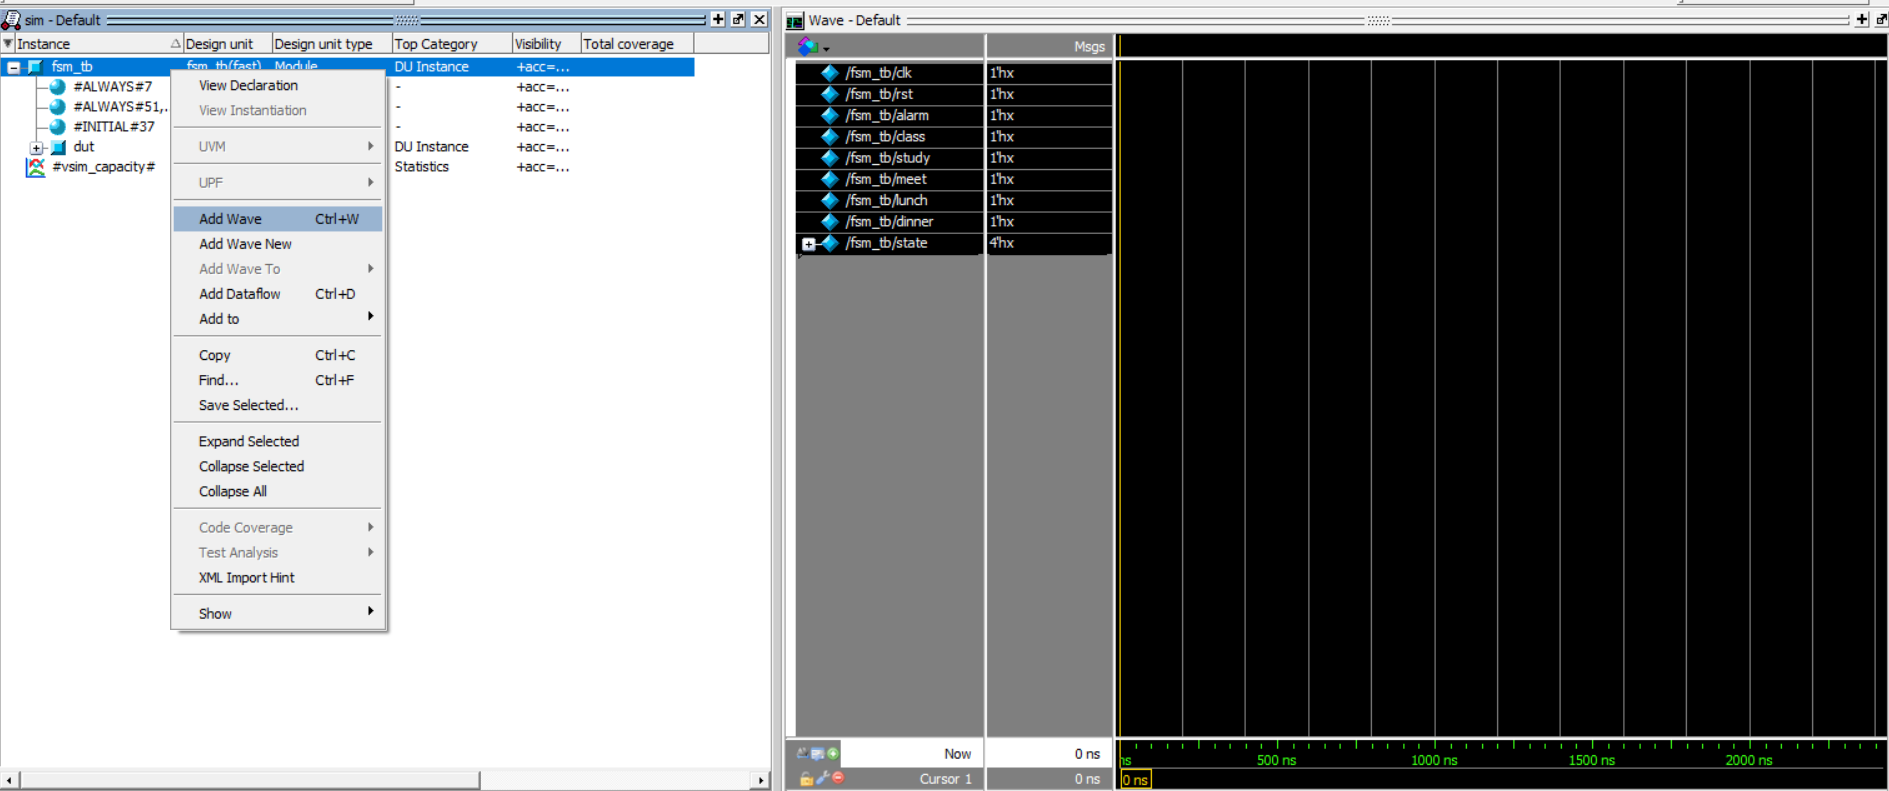 sim - Default
Instance Design unit Design unit type Top Category Visibility Total coverage
fsm_tb fsm_tb(fast) Module DU Instance +acc=...
#ALWAYS#7 - +acc=...
#ALWAYS#51,. - +acc=...
#INITIAL#37 - +acc=...
dut DU Instance +acc=...
#vsim_capacity# Statistics +acc=...
View Declaration
View Instantiation
UVM
UPF
Add Wave Ctrl+W
Add Wave New
Add Wave To
Add Dataflow Ctrl+D
Add to
Copy Ctrl+C
Find... Ctrl+F
Save Selected...
Expand Selected
Collapse Selected
Collapse All
Code Coverage
Test Analysis
XML Import Hint
Show
Wave - Default
Msgs
/fsm_tb/clk 1'hx
/fsm_tb/rst 1'hx
/fsm_tb/alarm 1'hx
/fsm_tb/class 1'hx
/fsm_tb/study 1'hx
/fsm_tb/meet 1'hx
/fsm_tb/lunch 1'hx
/fsm_tb/dinner 1'hx
/fsm_tb/state 4'hx
Now 0 ns ns 500 ns 1000 ns 1500 ns 2000 ns
Cursor 1 0 ns 0 ns